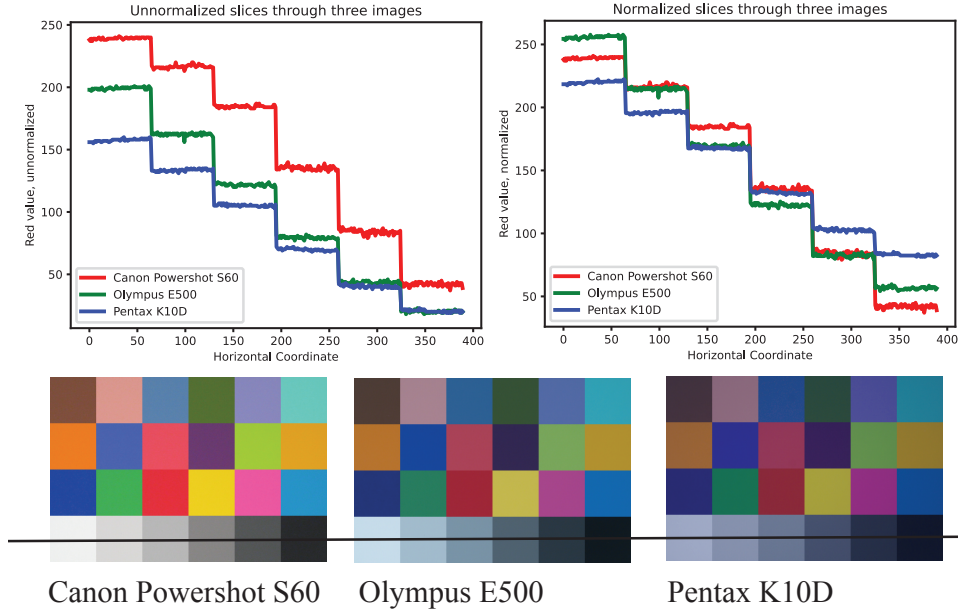 Unnormalized slices through three images
250
200
150
100
50
Red value, unnormalized
Canon Powershot S60
Olympus E500
Pentax K10D
0 50 100 150 200 250 300 350 400
Horizontal Coordinate
Normalized slices through three images
250
200
150
100
50
Red value, normalized
Canon Powershot S60
Olympus E500
Pentax K10D
0 50 100 150 200 250 300 350 400
Horizontal Coordinate
Canon Powershot S60
Olympus E500
Pentax K10D